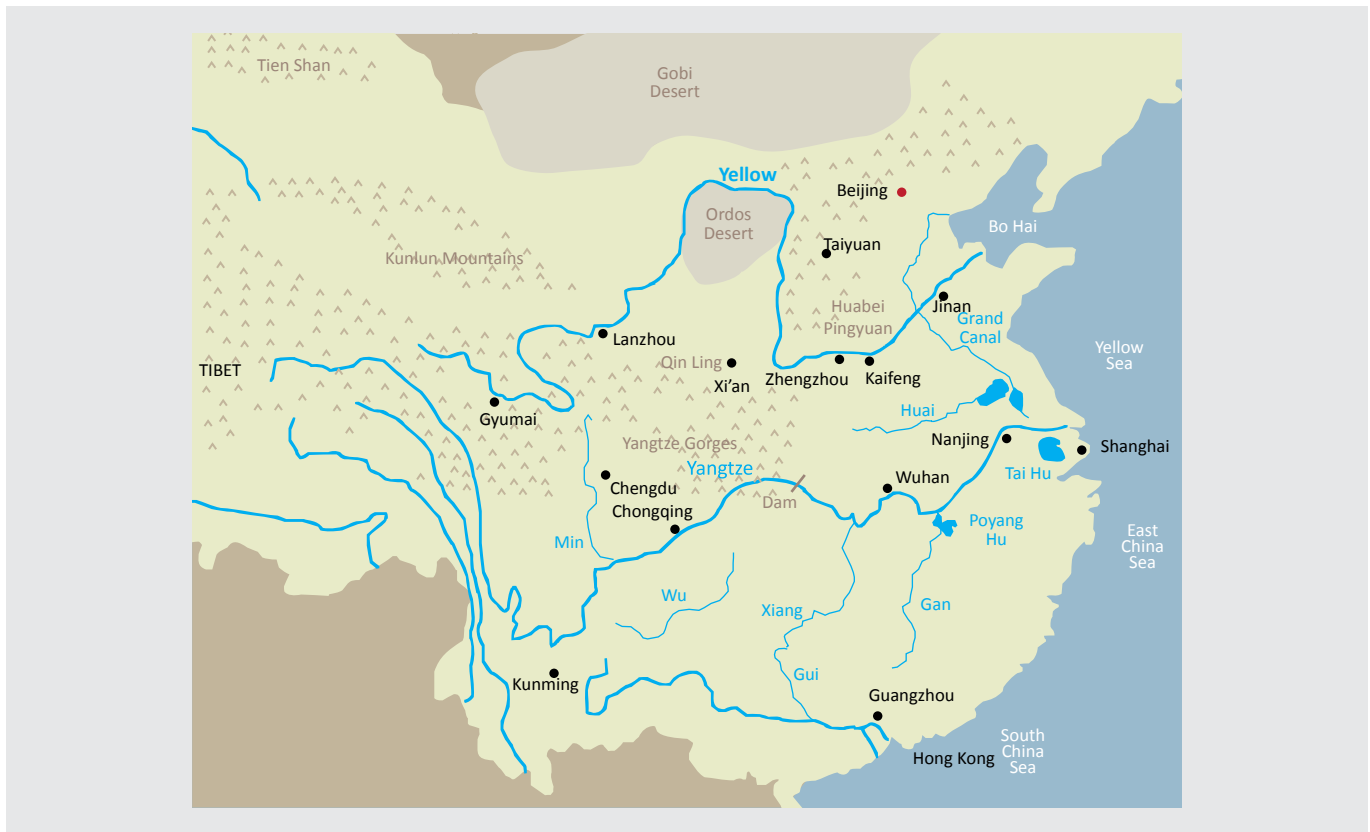 Tien Shan
Gobi
Desert
Yellow
Beijing
Ordos
Desert
Bo Hai
Taiyuan
Kunlun Mountains
Huabei
Pingyuan
Jinan
Grand
Canal
Lanzhou
Yellow
Sea
Qin Ling
TIBET
Xi’an
Zhengzhou
Kaifeng
Gyumai
Huai
Yangtze Gorges
Nanjing
Shanghai
Yangtze
Tai Hu
Wuhan
Chengdu
Dam
Chongqing
Poyang
Hu
East
China
Sea
Min
Wu
Xiang
Gan
Gui
Kunming
Guangzhou
South
China
Sea
Hong Kong